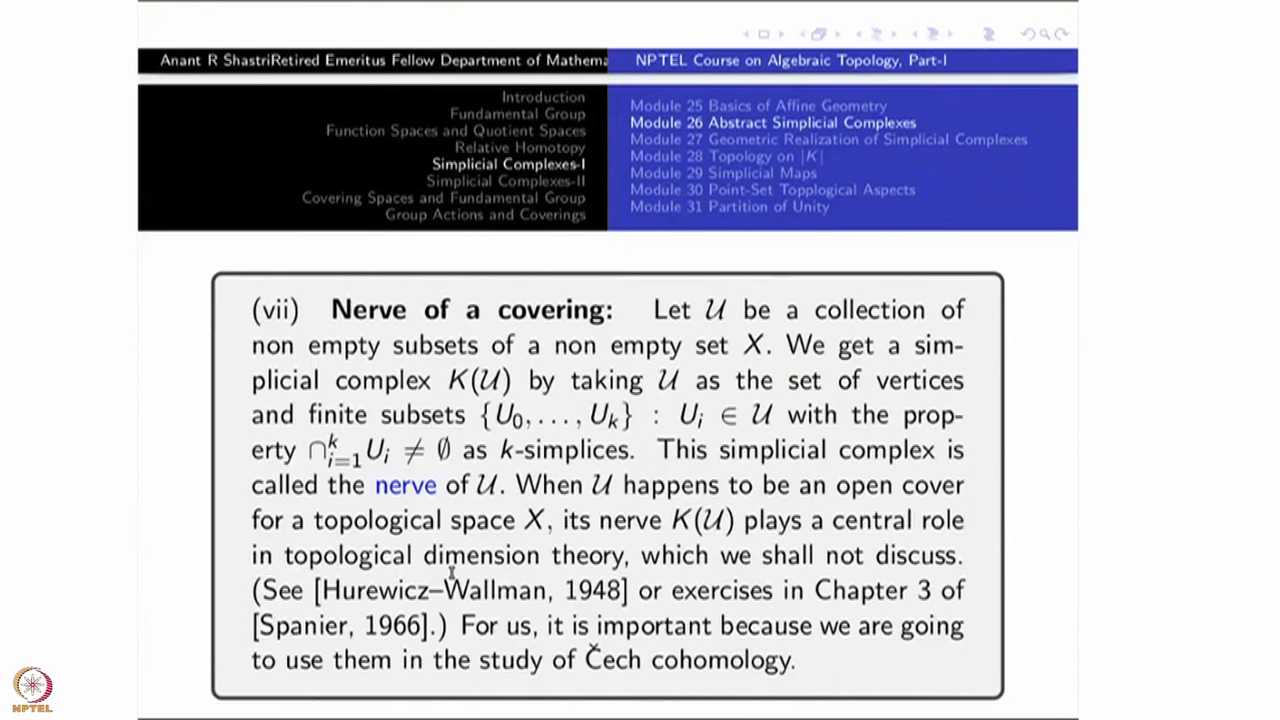 Anant R ShastriRetired Emeritus Fellow Department of Mathema
NPTEL Course on Algebraic Topology, Part-I
Introduction
Fundamental Group
Function Spaces and Quotient Spaces
Relative Homotopy
Simplicial Complexes-I
Simplicial Complexes-II
Covering Spaces and Fundamental Group
Group Actions and Coverings
Module 25 Basics of Affine Geometry
Module 26 Abstract Simplicial Complexes
Module 27 Geometric Realization of Simplicial Complexes
Module 28 Topology on |K|
Module 29 Simplicial Maps
Module 30 Point-Set Topplogical Aspects
Module 31 Partition of Unity
(vii) Nerve of a covering: Let 𝒰 be a collection of
non empty subsets of a non empty set X. We get a sim-
plicial complex K(𝒰) by taking 𝒰 as the set of vertices
and finite subsets {U₀, . . . , Uₖ} : Uᵢ ∈ 𝒰 with the prop-
erty ∩ᵏᵢ₌₁Uᵢ ≠ ∅ as k-simplices. This simplicial complex is
called the nerve of 𝒰. When 𝒰 happens to be an open cover
for a topological space X, its nerve K(𝒰) plays a central role
in topological dimension theory, which we shall not discuss.
(See [Hurewicz–Wallman, 1948] or exercises in Chapter 3 of
[Spanier, 1966].) For us, it is important because we are going
to use them in the study of Čech cohomology.
NPTEL